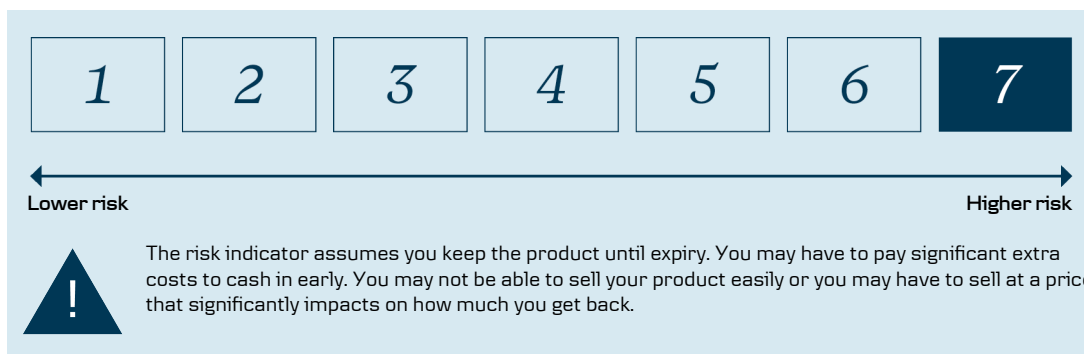 1 2 3 4 5 6 7
Lower risk Higher risk
!
The risk indicator assumes you keep the product until expiry. You may have to pay significant extra
costs to cash in early. You may not be able to sell your product easily or you may have to sell at a price
that significantly impacts on how much you get back.